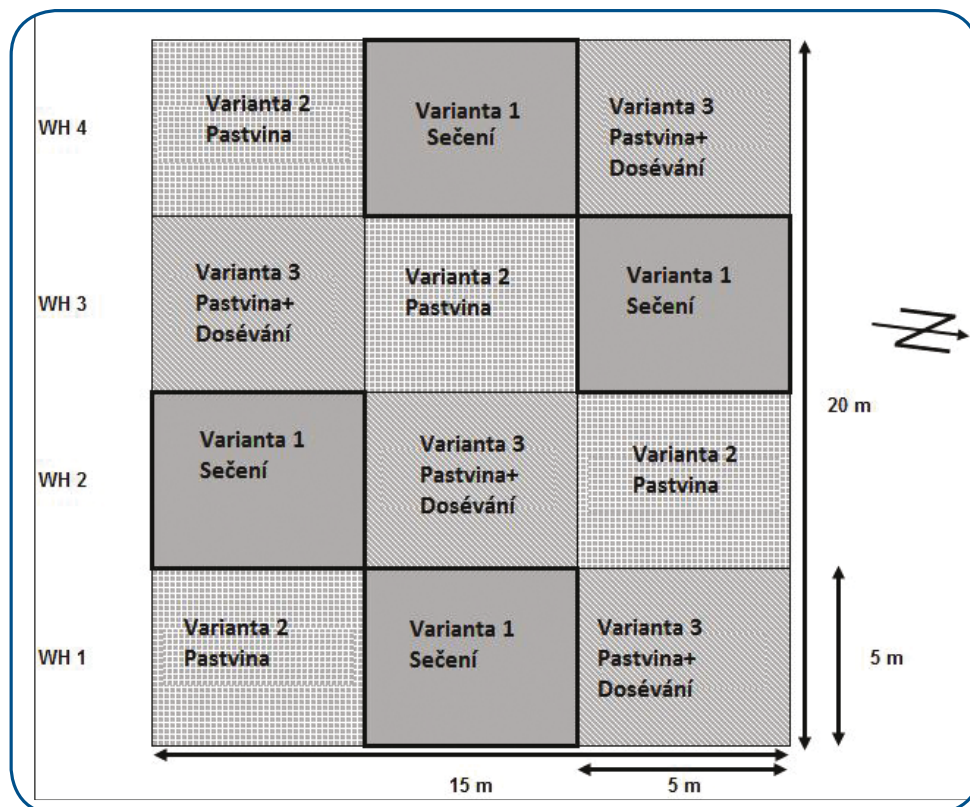 WH 4
Varianta 2
Pastvina
Varianta 1
Sečení
Varianta 3
Pastvina+
Dosévání
WH 3
Varianta 3
Pastvina+
Dosévání
Varianta 2
Pastvina
Varianta 1
Sečení
N
20 m
WH 2
Varianta 1
Sečení
Varianta 3
Pastvina+
Dosévání
Varianta 2
Pastvina
WH 1
Varianta 2
Pastvina
Varianta 1
Sečení
Varianta 3
Pastvina+
Dosévání
5 m
15 m
5 m